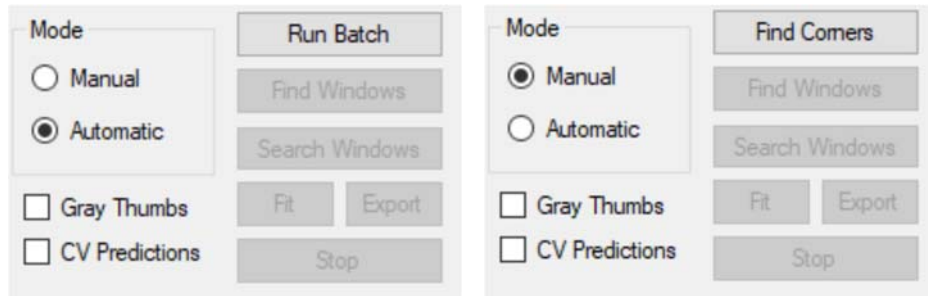 Mode
Run Batch
Manual
Find Windows
Automatic
Search Windows
Gray Thumbs
Fit
Export
CV Predictions
Stop
Mode
Find Corners
Manual
Find Windows
Automatic
Search Windows
Gray Thumbs
Fit
Export
CV Predictions
Stop